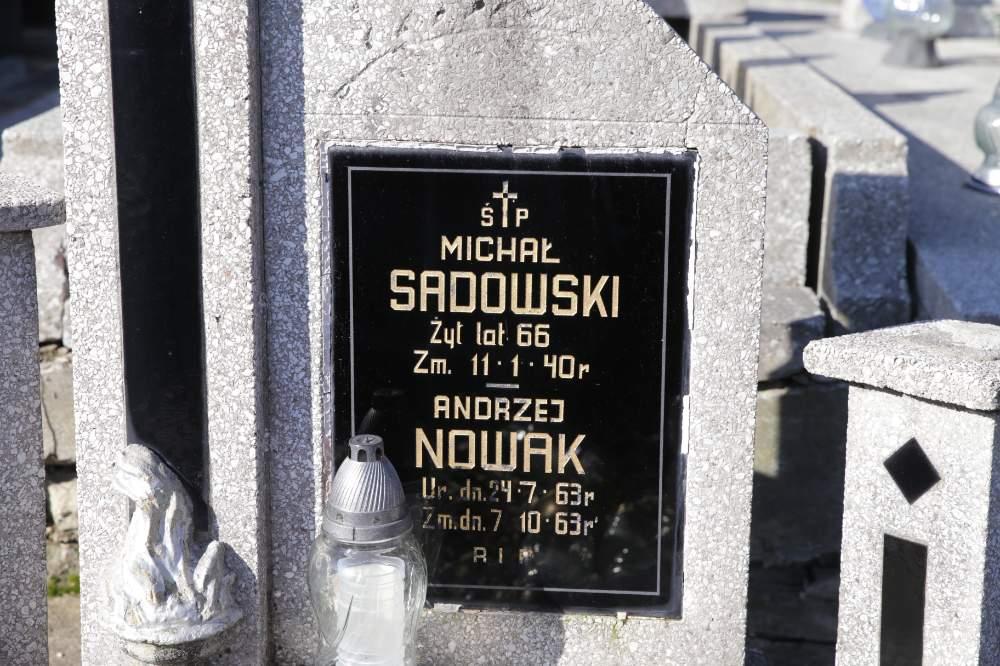 Ś P
MICHAŁ
SADOWSKI
Żył lat 66
Zm. 11·1·40r
ANDRZEJ
NOWAK
Ur. dn. 24·7·63r
Zm. dn. 7 10·63r
R I P